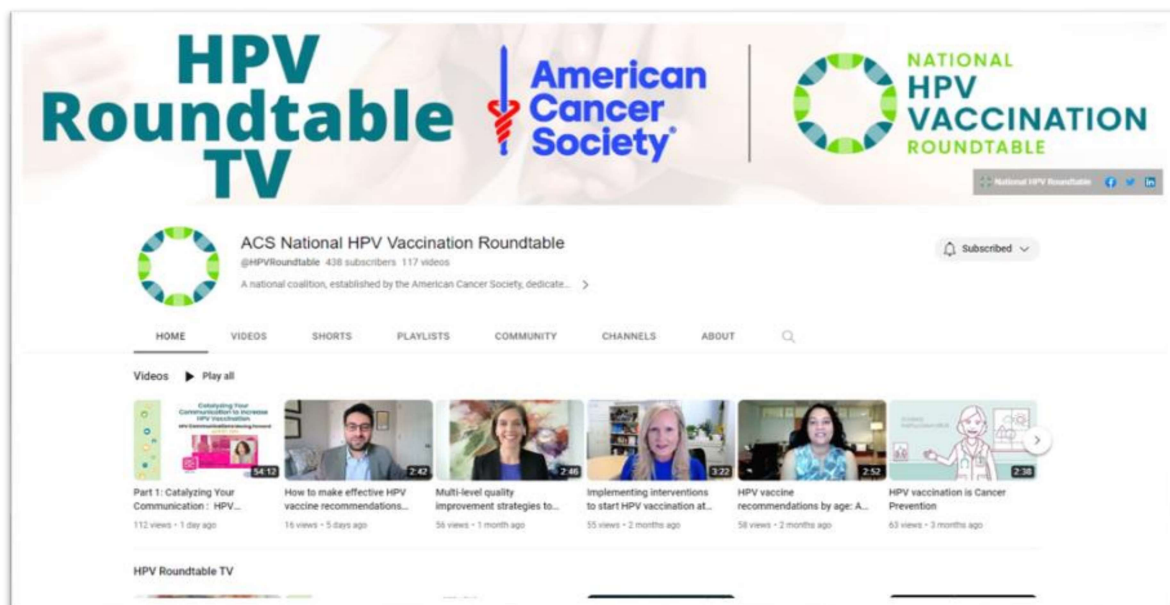 HPV
Roundtable
TV
American
Cancer
Society®
NATIONAL
HPV
VACCINATION
ROUNDTABLE
National HPV Roundtable
ACS National HPV Vaccination Roundtable
@HPVRoundtable 438 subscribers 117 videos
A national coalition, established by the American Cancer Society, dedicate...
Subscribed
HOME VIDEOS SHORTS PLAYLISTS COMMUNITY CHANNELS ABOUT
Videos Play all
Catalyzing Your
Communication to Increase
HPV Vaccination
54:12
2:42
2:46
3:22
2:52
2:38
Part 1: Catalyzing Your
Communication : HPV...
112 views • 1 day ago
How to make effective HPV
vaccine recommendations...
16 views • 5 days ago
Multi-level quality
improvement strategies to...
56 views • 1 month ago
Implementing interventions
to start HPV vaccination at...
55 views • 2 months ago
HPV vaccine
recommendations by age: A...
58 views • 2 months ago
HPV vaccination is Cancer
Prevention
63 views • 3 months ago
HPV Roundtable TV